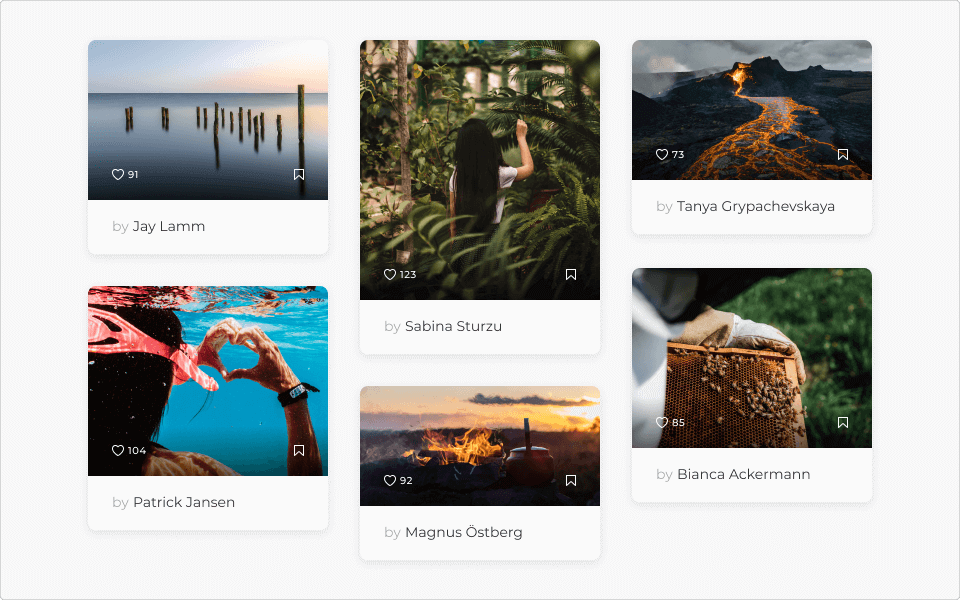 91
by Jay Lamm
104
by Patrick Jansen
123
by Sabina Sturzu
92
by Magnus Östberg
73
by Tanya Grypachevskaya
85
by Bianca Ackermann